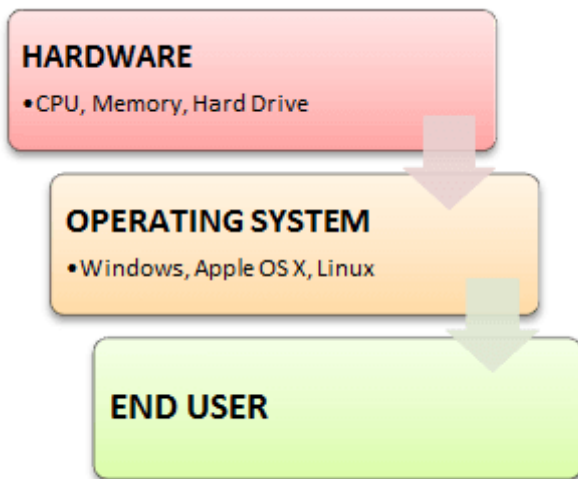 HARDWARE
•CPU, Memory, Hard Drive
OPERATING SYSTEM
•Windows, Apple OS X, Linux
END USER